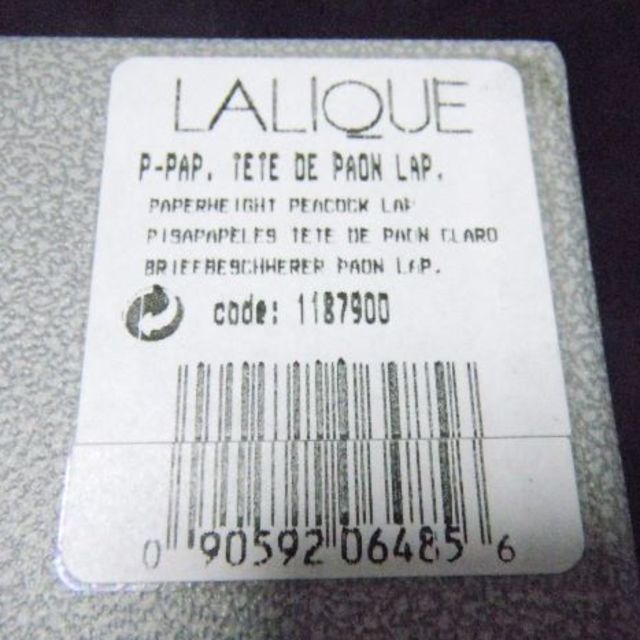 LALIQUE
P-PAP. TETE DE PAON LAP.
PAPERHEIGHT PEACOCK LAP
PISAPAPELES TETE DE PAON CLARO
BRIEFBESCHWERER PAON LAP.
code: 1187900
0 90592 06485 6